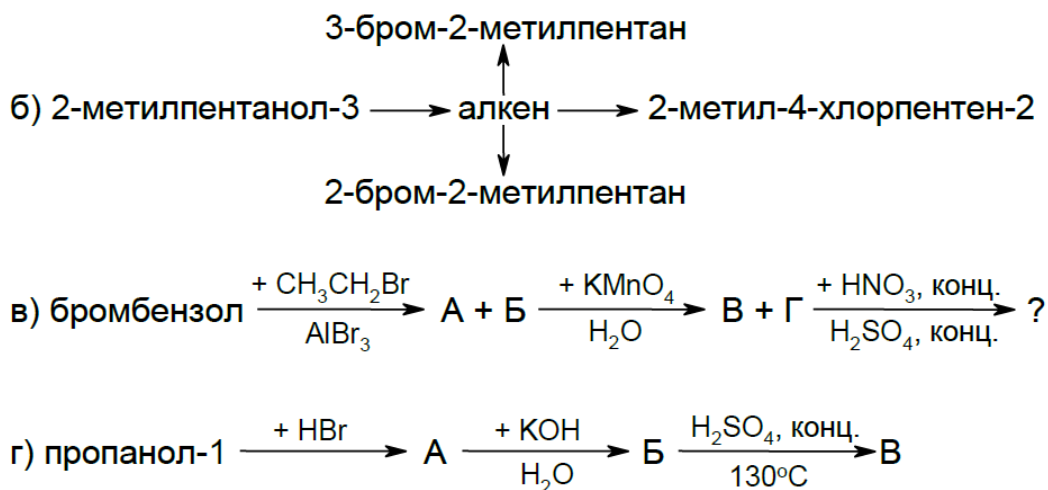 3-бром-2-метилпентан
б) 2-метилпентанол-3 → алкен → 2-метил-4-хлорпентен-2
2-бром-2-метилпентан
+ CH₃CH₂Br + KMnO₄ + HNO₃, конц.
в) бромбензол → А + Б → В + Г → ?
AlBr₃ H₂O H₂SO₄, конц.
+ HBr + KOH H₂SO₄, конц.
г) пропанол-1 → А → Б → В
H₂O 130°C